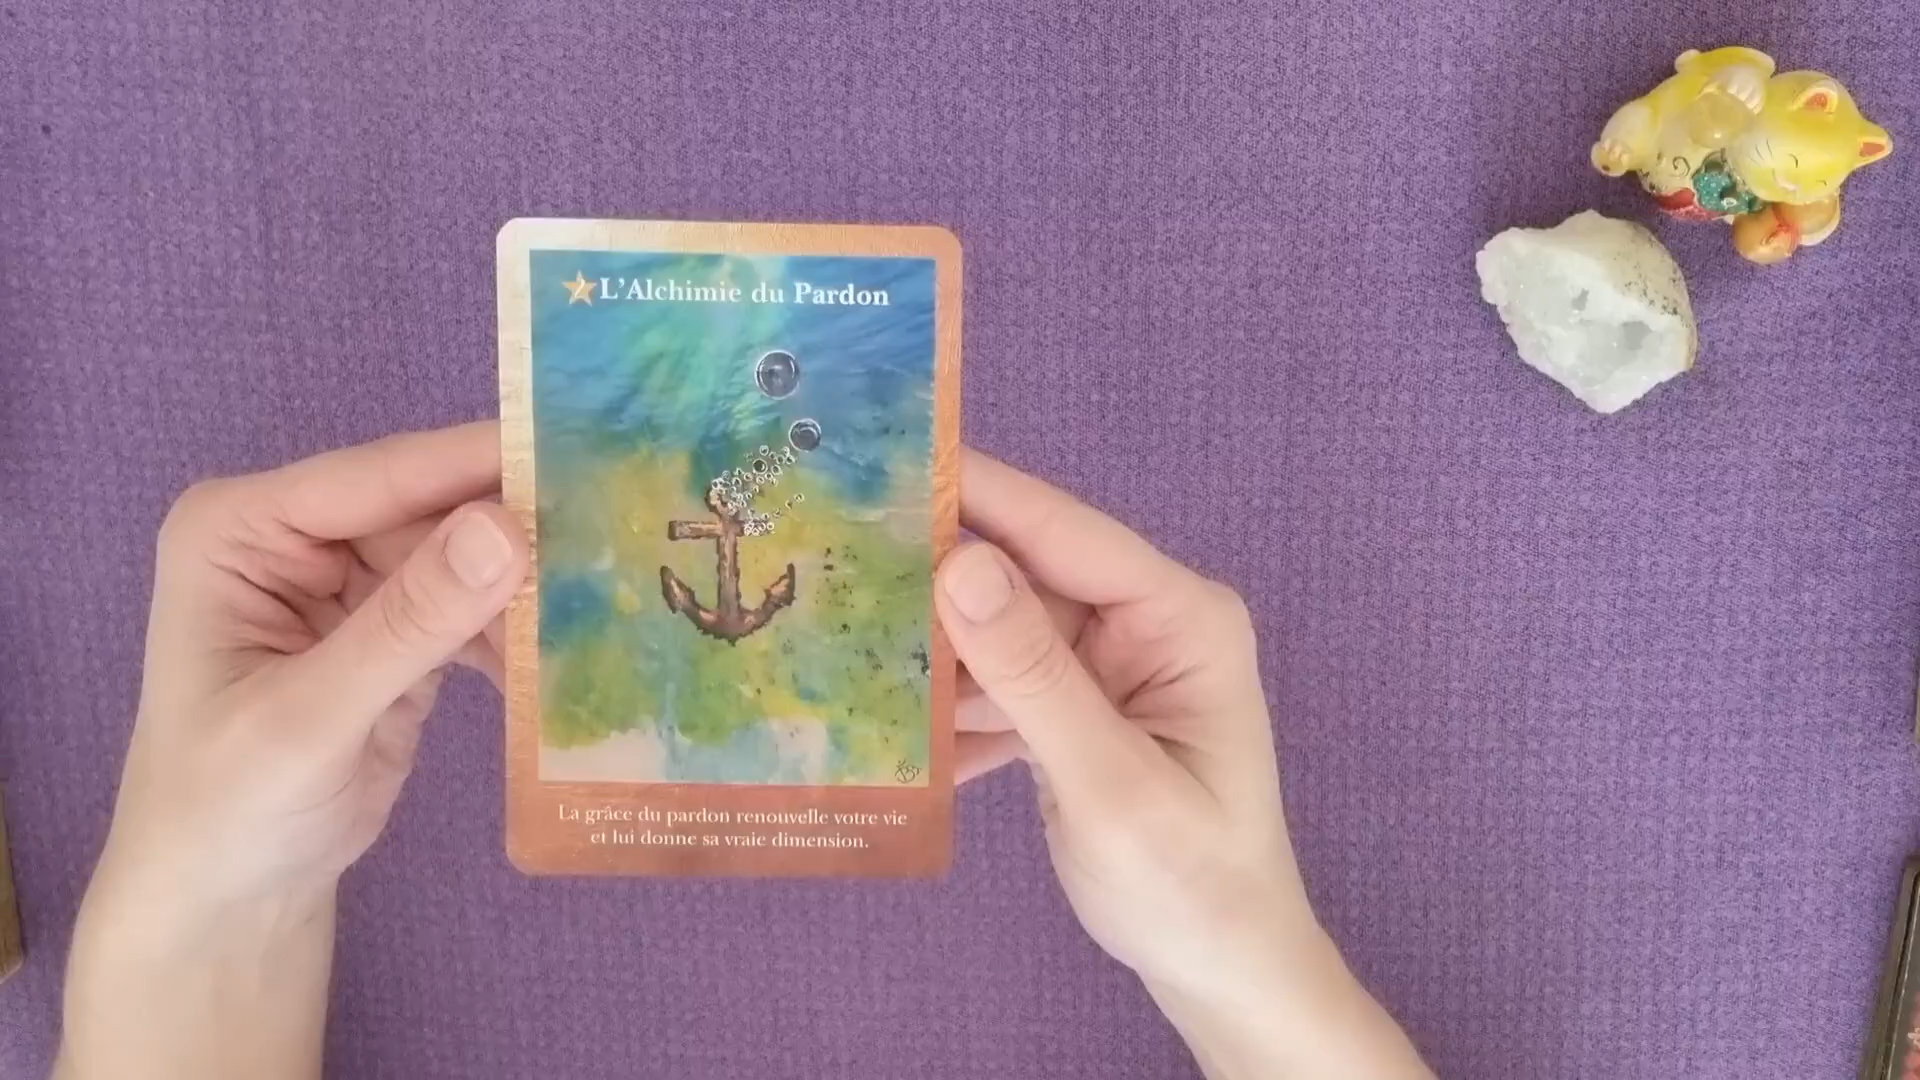 2 L'Alchimie du Pardon
La grâce du pardon renouvelle votre vie
et lui donne sa vraie dimension.